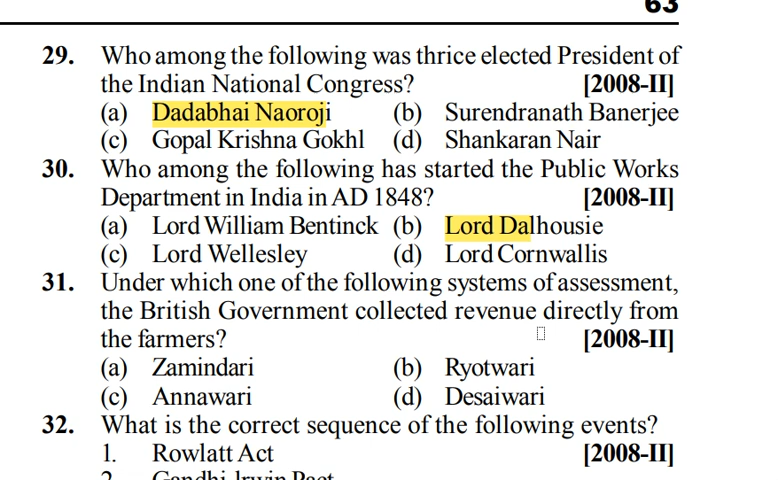 63
29. Who among the following was thrice elected President of
the Indian National Congress? [2008-II]
(a) Dadabhai Naoroji (b) Surendranath Banerjee
(c) Gopal Krishna Gokhl (d) Shankaran Nair
30. Who among the following has started the Public Works
Department in India in AD 1848? [2008-II]
(a) Lord William Bentinck (b) Lord Dalhousie
(c) Lord Wellesley (d) Lord Cornwallis
31. Under which one of the following systems of assessment,
the British Government collected revenue directly from
the farmers? [2008-II]
(a) Zamindari (b) Ryotwari
(c) Annawari (d) Desaiwari
32. What is the correct sequence of the following events?
1. Rowlatt Act [2008-II]
2. Gandhi-Irwin Pact